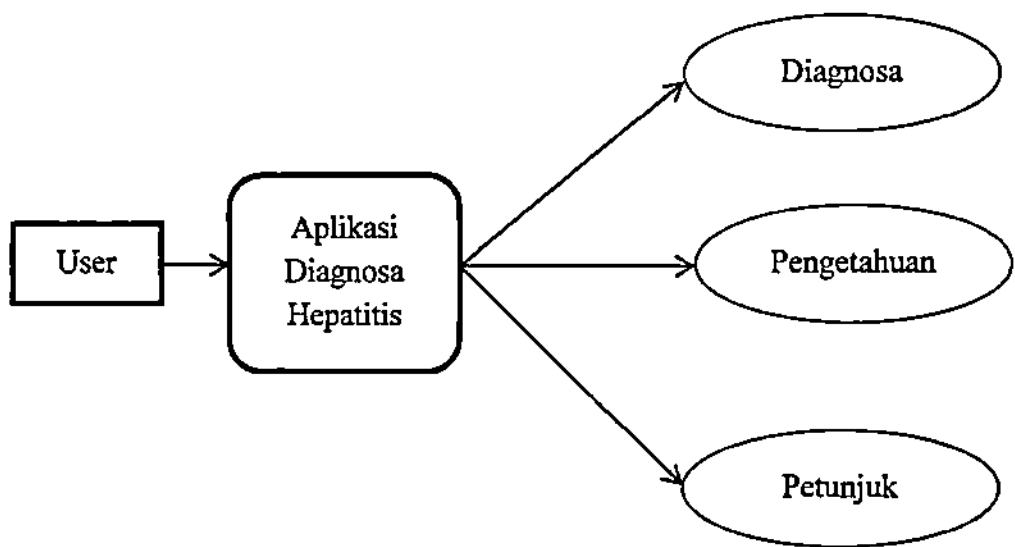 User
Aplikasi
Diagnosa
Hepatitis
Diagnosa
Pengetahuan
Petunjuk